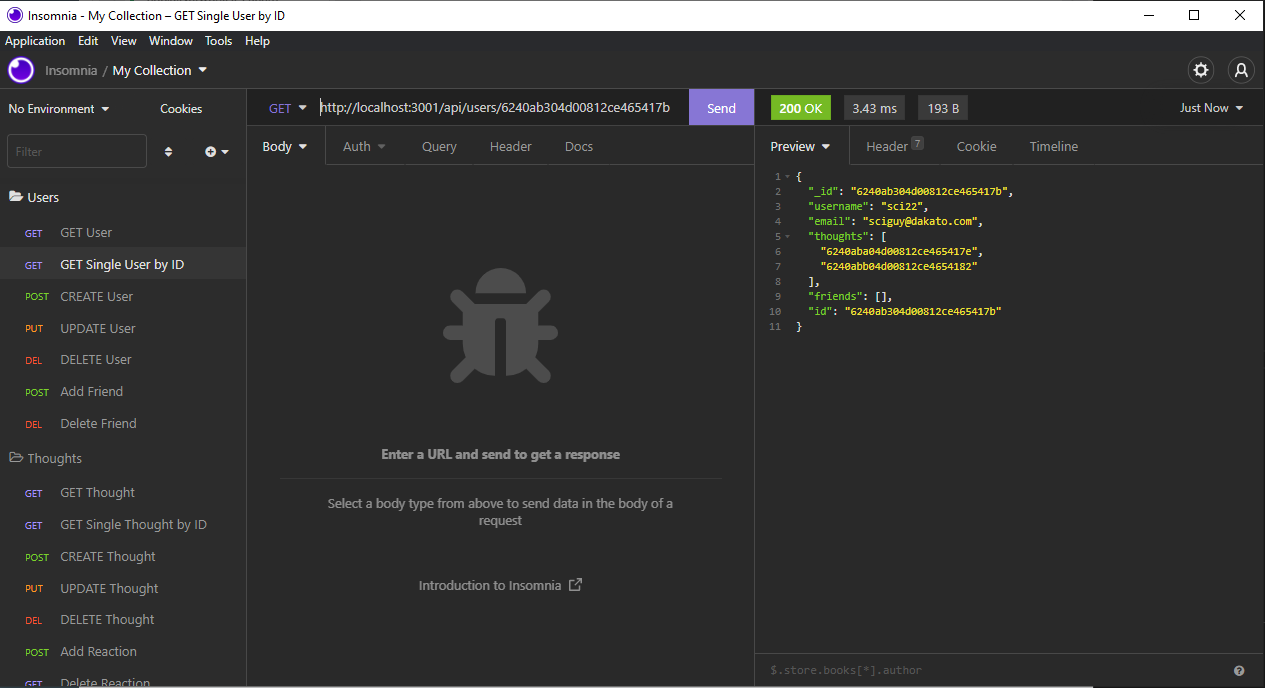 Insomnia - My Collection – GET Single User by ID
Application Edit View Window Tools Help
Insomnia / My Collection
No Environment Cookies
Filter
Users
GET GET User
GET GET Single User by ID
POST CREATE User
PUT UPDATE User
DEL DELETE User
POST Add Friend
DEL Delete Friend
Thoughts
GET GET Thought
GET GET Single Thought by ID
POST CREATE Thought
PUT UPDATE Thought
DEL DELETE Thought
POST Add Reaction
GET Delete Reaction
GET http://localhost:3001/api/users/6240ab304d00812ce465417b Send
Body Auth Query Header Docs
Enter a URL and send to get a response
Select a body type from above to send data in the body of a
request
Introduction to Insomnia
200 OK 3.43 ms 193 B Just Now
Preview Header 7 Cookie Timeline
1 {
2 "_id": "6240ab304d00812ce465417b",
3 "username": "sci22",
4 "email": "sciguy@dakato.com",
5 "thoughts": [
6 "6240aba04d00812ce465417e",
7 "6240abb04d00812ce4654182"
8 ],
9 "friends": [],
10 "id": "6240ab304d00812ce465417b"
11 }
$.store.books[*].author